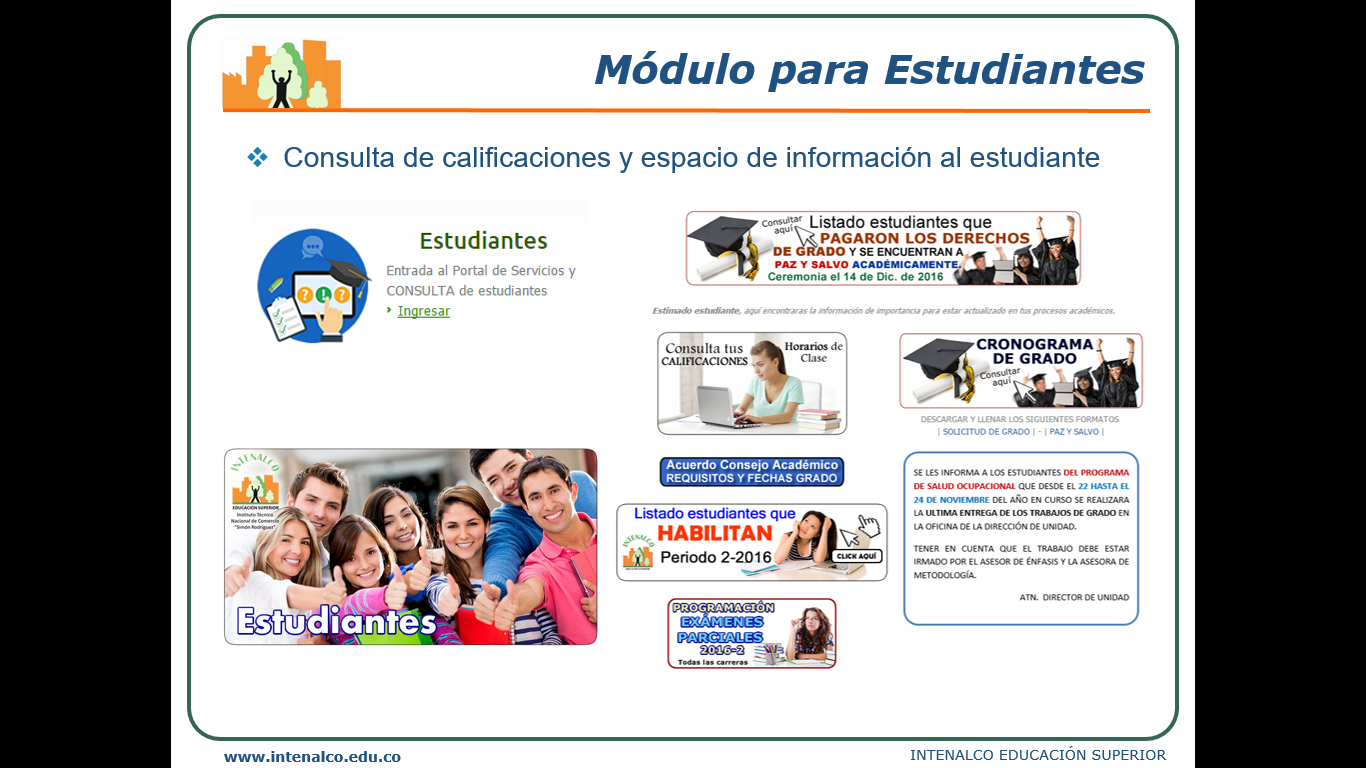 Módulo para Estudiantes
Consulta de calificaciones y espacio de información al estudiante
Estudiantes
Entrada al Portal de Servicios y
CONSULTA de estudiantes
Ingresar
Consultar
aquí
Listado estudiantes que
PAGARON LOS DERECHOS
DE GRADO Y SE ENCUENTRAN A
PAZ Y SALVO ACADÉMICAMENTE.
Ceremonia el 14 de Dic. de 2016
Estimado estudiante, aquí encontraras la información de importancia para estar actualizado en tus procesos académicos.
Consulta tus
CALIFICACIONES
Horarios de
Clase
CRONOGRAMA
DE GRADO
Consultar
aquí
DESCARGAR Y LLENAR LOS SIGUIENTES FORMATOS
| SOLICITUD DE GRADO | - | PAZ Y SALVO |
INTENALCO
EDUCACIÓN SUPERIOR
Instituto Técnico
Nacional de Comercio
"Simón Rodríguez"
Estudiantes
Acuerdo Consejo Académico
REQUISITOS Y FECHAS GRADO
Listado estudiantes que
HABILITAN
Periodo 2-2016
INTENALCO
CLICK AQUÍ
PROGRAMACIÓN
EXÁMENES
PARCIALES
2016-2
Todas las carreras
SE LES INFORMA A LOS ESTUDIANTES DEL PROGRAMA
DE SALUD OCUPACIONAL QUE DESDE EL 22 HASTA EL
24 DE NOVIEMBRE DEL AÑO EN CURSO SE REALIZARA
LA ULTIMA ENTREGA DE LOS TRABAJOS DE GRADO EN
LA OFICINA DE LA DIRECCIÓN DE UNIDAD.
TENER EN CUENTA QUE EL TRABAJO DEBE ESTAR
IRMADO POR EL ASESOR DE ÉNFASIS Y LA ASESORA DE
METODOLOGÍA.
ATN. DIRECTOR DE UNIDAD
www.intenalco.edu.co
INTENALCO EDUCACIÓN SUPERIOR